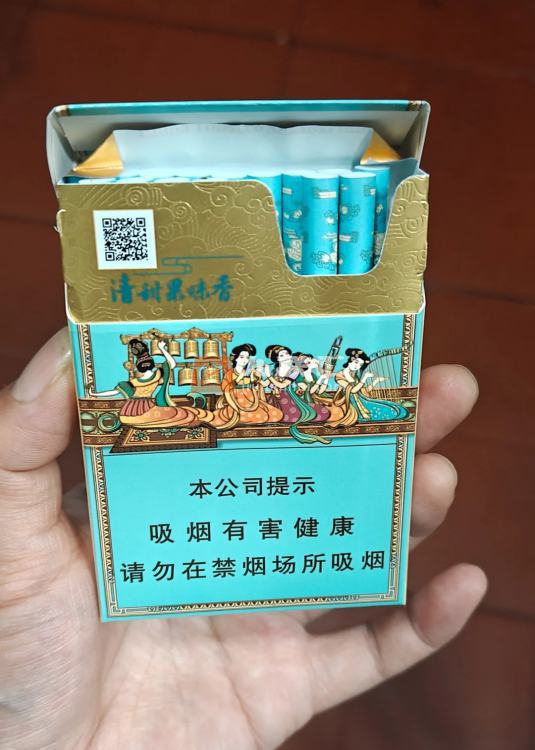 清甜果味香
本公司提示
吸烟有害健康
请勿在禁烟场所吸烟